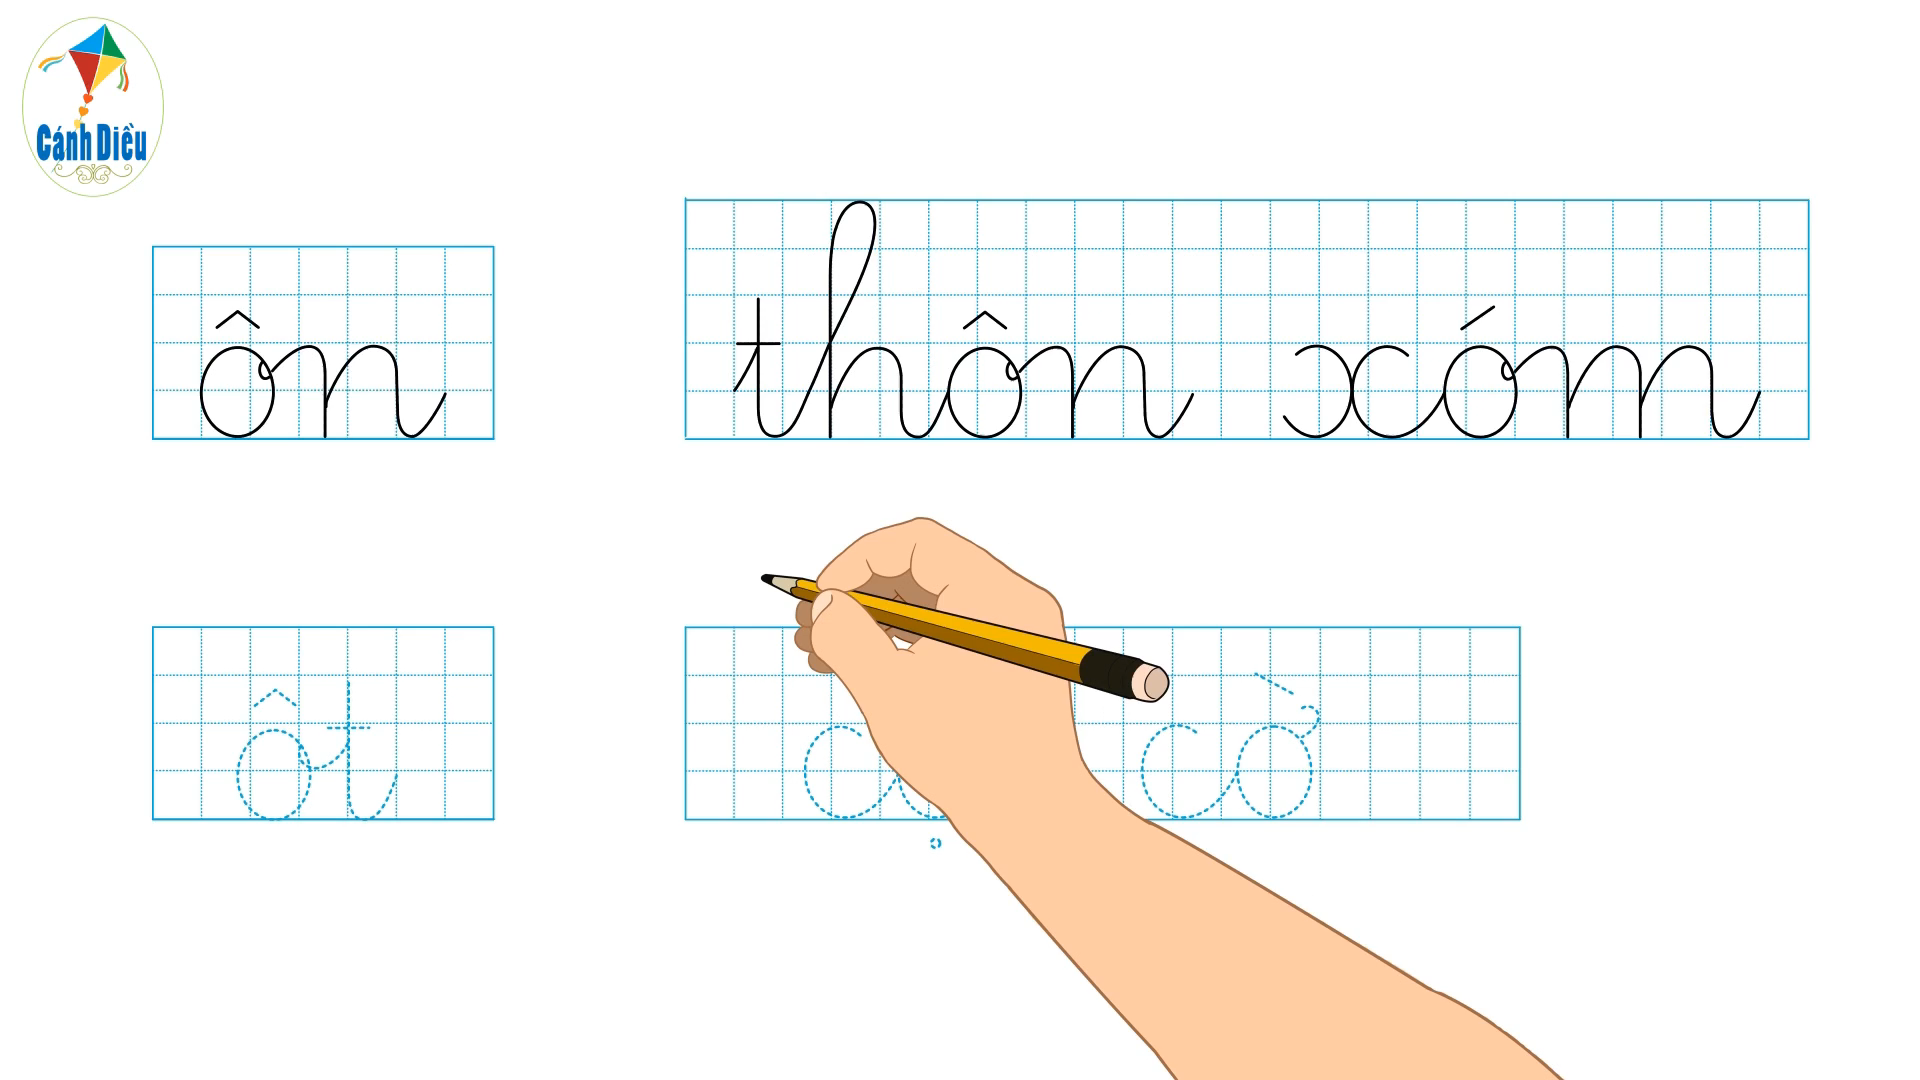 Cánh Diều
ôn thôn xóm
ôt cờ